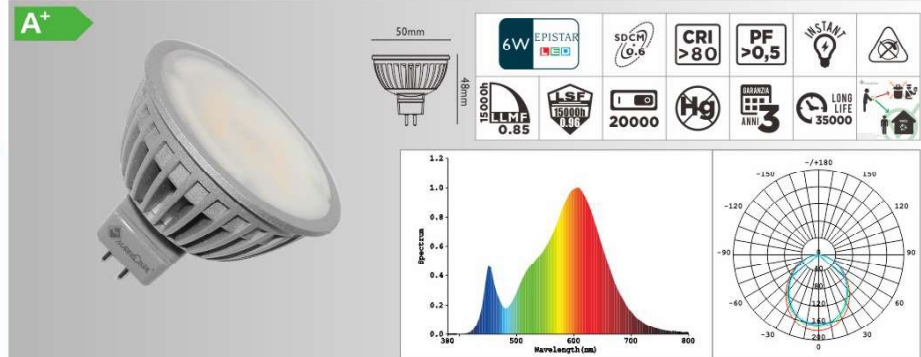 A+
50mm
48mm
6W EPISTAR LED
SDCM
CRI >80
PF >0,5
INSTANT
15000h LLMF 0.85
LSF 15000h 0.96
20000
Hg
GARANZIA ANNI 3
LONG LIFE 35000
1.2
1.0
0.8
0.6
0.4
0.2
0.0
Spectrum
380 500 600 700 800
Wavelength(nm)
-/+180
-150 150
-120 120
-90 0 90
40
80
-60 120 60
160
-30 200 30
0